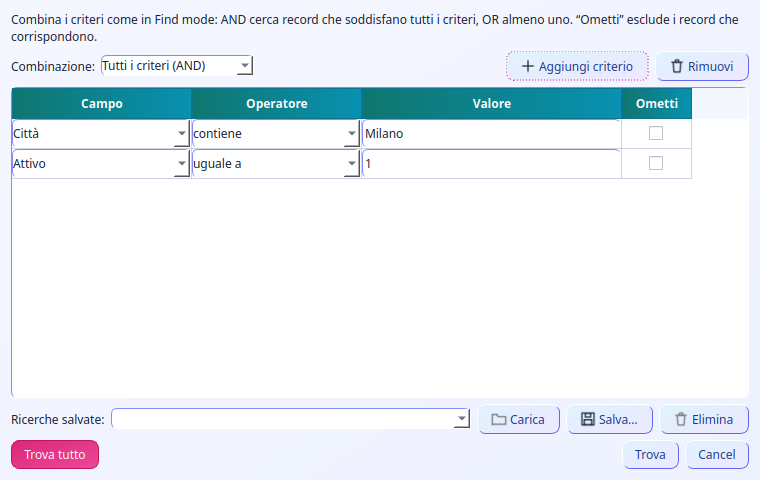 Combina i criteri come in Find mode: AND cerca record che soddisfano tutti i criteri, OR almeno uno. “Ometti” esclude i record che
corrispondono.
Combinazione: Tutti i criteri (AND) Aggiungi criterio Rimuovi
Campo Operatore Valore Ometti
Città contiene Milano
Attivo uguale a 1
Ricerche salvate: Carica Salva... Elimina
Trova tutto Trova Cancel